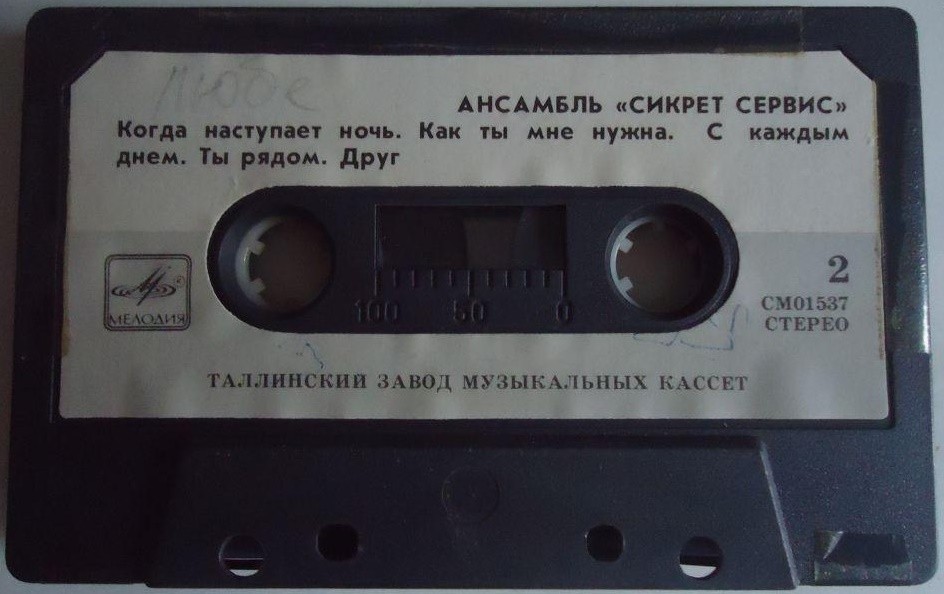 Любе
АНСАМБЛЬ «СИКРЕТ СЕРВИС»
Когда наступает ночь. Как ты мне нужна. С каждым
днем. Ты рядом. Друг
2
СМ01537
СТЕРЕО
МЕЛОДИЯ
100 50 0
ТАЛЛИНСКИЙ ЗАВОД МУЗЫКАЛЬНЫХ КАССЕТ